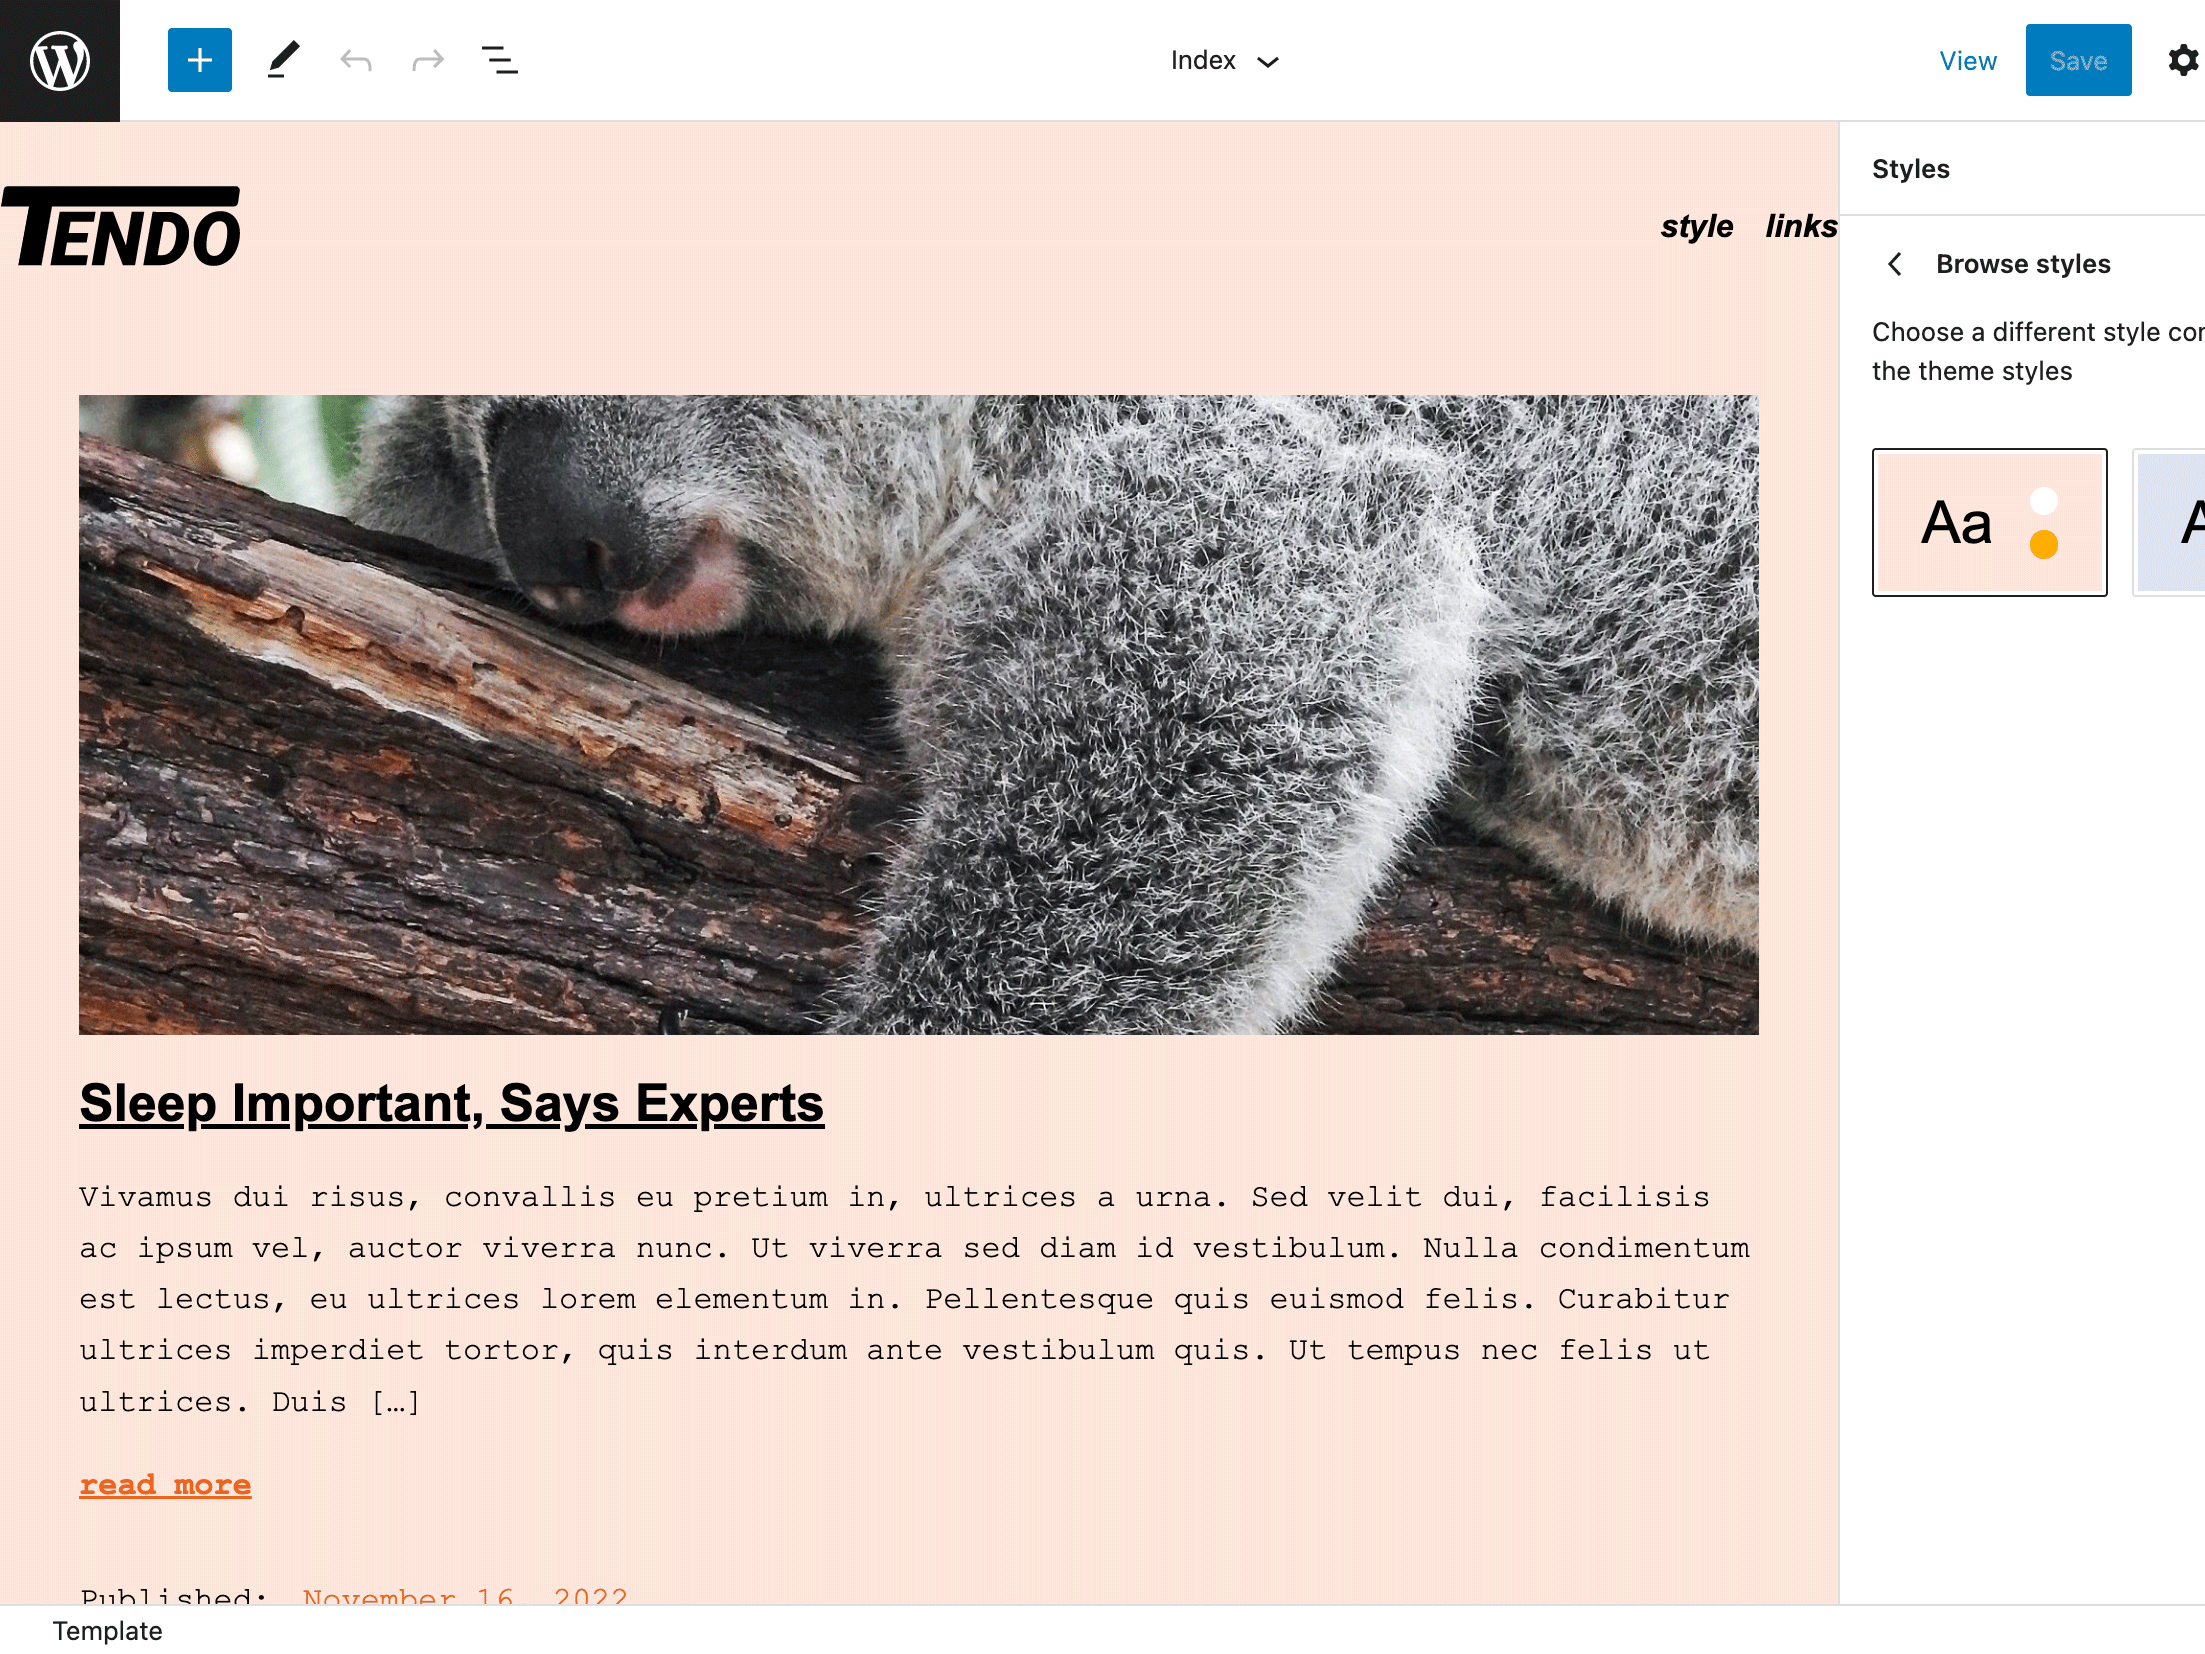 Index
View
Save
Styles
TENDO
style links
Browse styles
Choose a different style
the theme styles
Aa
Sleep Important, Says Experts
Vivamus dui risus, convallis eu pretium in, ultrices a urna. Sed velit dui, facilisis
ac ipsum vel, auctor viverra nunc. Ut viverra sed diam id vestibulum. Nulla condimentum
est lectus, eu ultrices lorem elementum in. Pellentesque quis euismod felis. Curabitur
ultrices imperdiet tortor, quis interdum ante vestibulum quis. Ut tempus nec felis ut
ultrices. Duis […]
read more
Published: November 16, 2022
Template